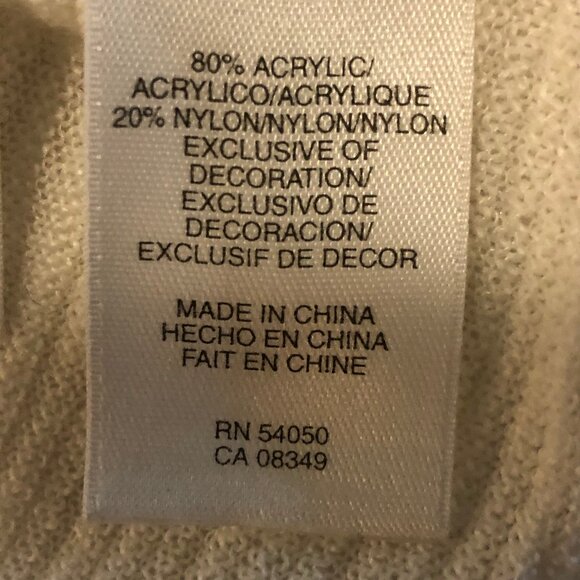 80% ACRYLIC/
ACRYLICO/ACRYLIQUE
20% NYLON/NYLON/NYLON
EXCLUSIVE OF
DECORATION/
EXCLUSIVO DE
DECORACION/
EXCLUSIF DE DECOR
MADE IN CHINA
HECHO EN CHINA
FAIT EN CHINE
RN 54050
CA 08349